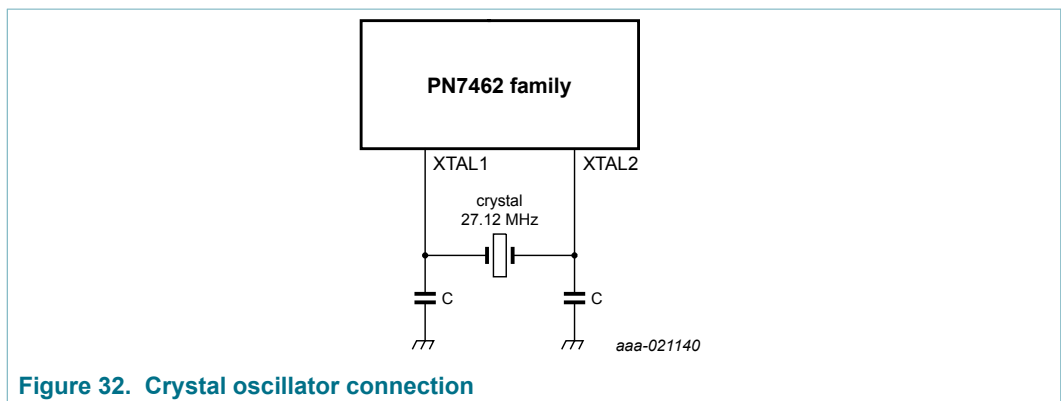 PN7462 family
XTAL1
XTAL2
crystal
27.12 MHz
C
C
aaa-021140
Figure 32. Crystal oscillator connection